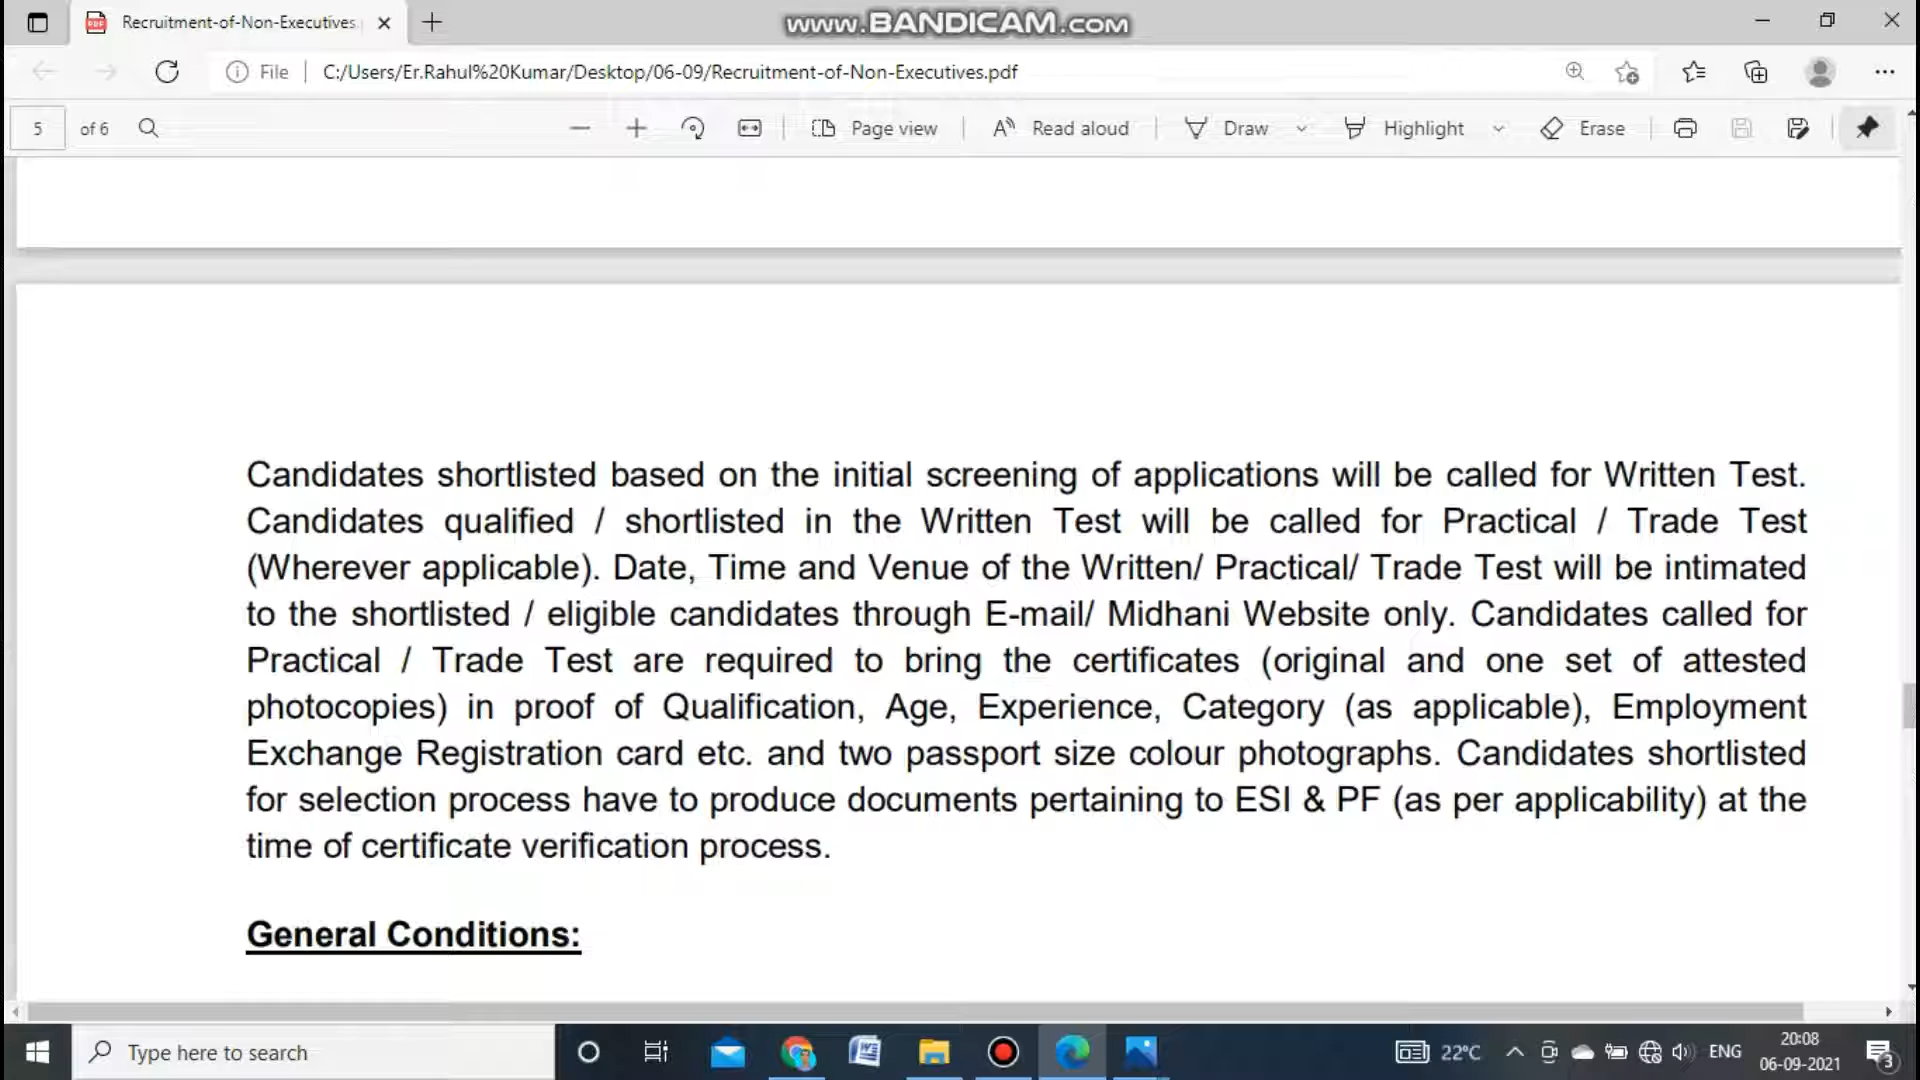 Recruitment-of-Non-Executives
www.BANDICAM.com
File
C:/Users/Er.Rahul%20Kumar/Desktop/06-09/Recruitment-of-Non-Executives.pdf
5 of 6
Page view
Read aloud
Draw
Highlight
Erase
Candidates shortlisted based on the initial screening of applications will be called for Written Test.
Candidates qualified / shortlisted in the Written Test will be called for Practical / Trade Test
(Wherever applicable). Date, Time and Venue of the Written/ Practical/ Trade Test will be intimated
to the shortlisted / eligible candidates through E-mail/ Midhani Website only. Candidates called for
Practical / Trade Test are required to bring the certificates (original and one set of attested
photocopies) in proof of Qualification, Age, Experience, Category (as applicable), Employment
Exchange Registration card etc. and two passport size colour photographs. Candidates shortlisted
for selection process have to produce documents pertaining to ESI & PF (as per applicability) at the
time of certificate verification process.
General Conditions:
Type here to search
22°C
ENG
20:08
06-09-2021
3